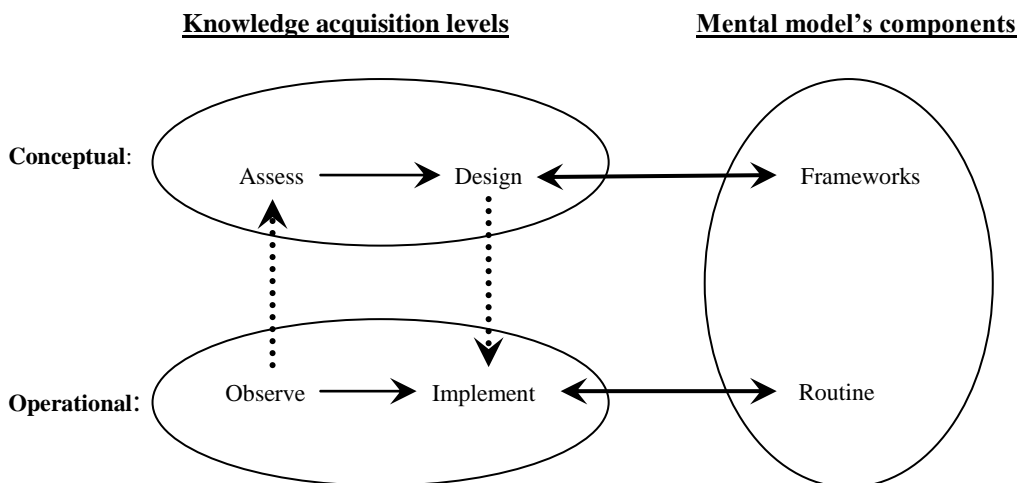 Knowledge acquisition levels Mental model’s components
Conceptual:
Assess Design Frameworks
Operational:
Observe Implement Routine